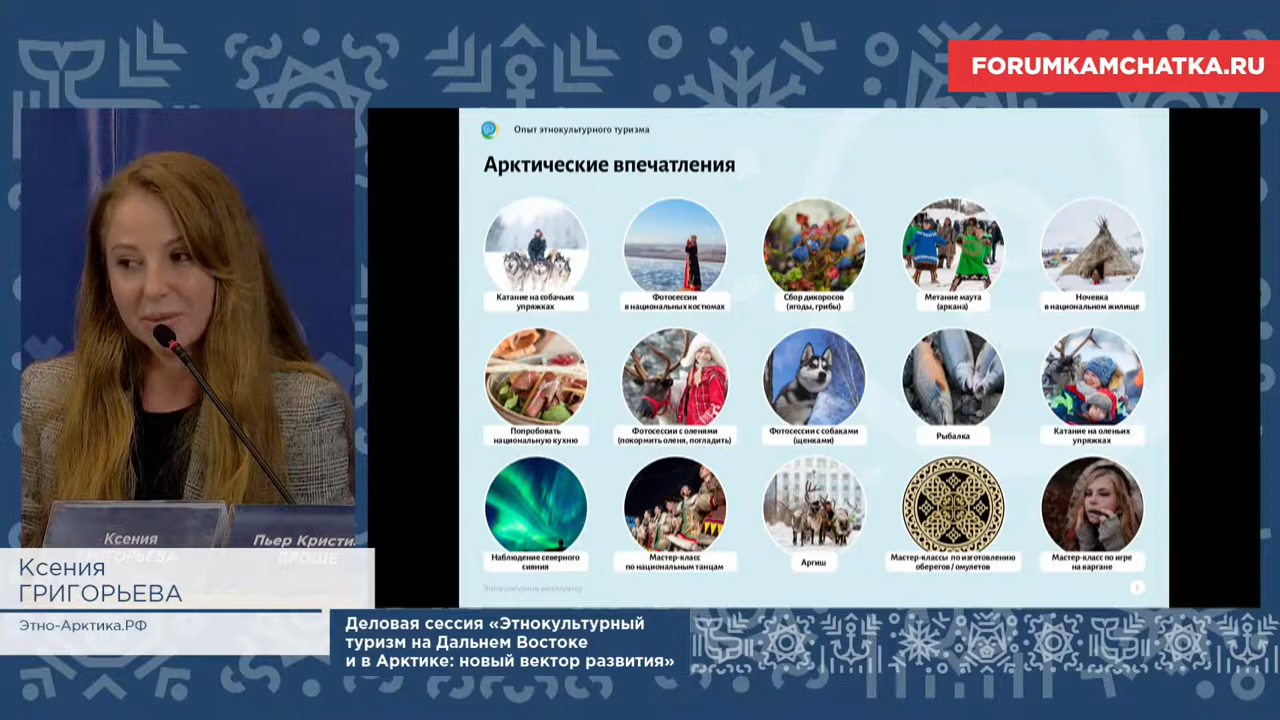 FORUMKAMCHATKA.RU
Опыт этнокультурного туризма
Арктические впечатления
Катание на собачьих
упряжках
Фотосессии
в национальных костюмах
Сбор дикоросов
(ягоды, грибы)
Метание маута
(аркана)
Ночевка
в национальном жилище
Попробовать
национальную кухню
Фотосессии с оленями
(покормить оленя, погладить)
Фотосессии с собаками
(щенками)
Рыбалка
Катание на оленьих
упряжках
Наблюдение северного
сияния
Мастер-класс
по национальным танцам
Аргиш
Мастер-классы по изготовлению
оберегов / омулетов
Мастер-класс по игре
на варгане
Этнокультурный акселератор
Ксения
ГРИГОРЬЕВА
Пьер Кристи
ПРОШЕ
Ксения
ГРИГОРЬЕВА
Этно-Арктика.РФ
Деловая сессия «Этнокультурный
туризм на Дальнем Востоке
и в Арктике: новый вектор развития»